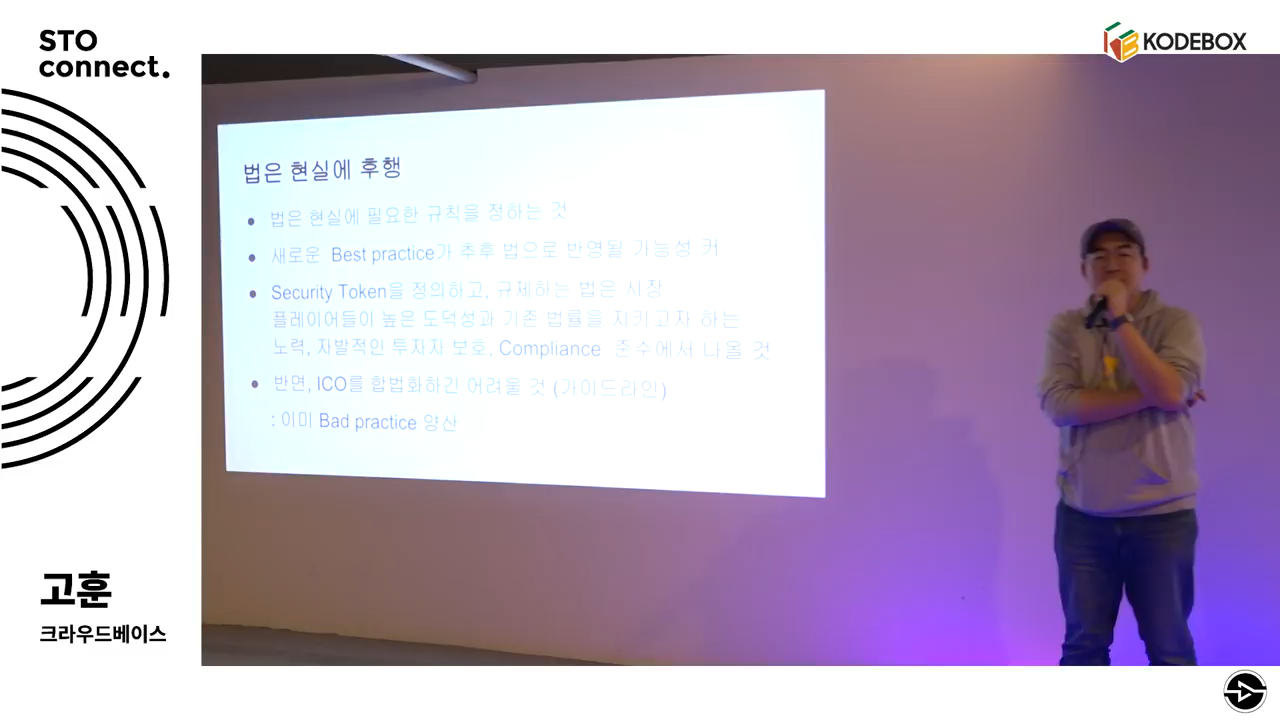 STO
connect.
KODEBOX
법은 현실에 후행
● 법은 현실에 필요한 규칙을 정하는 것
● 새로운 Best practice가 추후 법으로 반영될 가능성 커
● Security Token을 정의하고, 규제하는 법은 시장
플레이어들이 높은 도덕성과 기존 법률을 지키고자 하는
노력, 자발적인 투자자 보호, Compliance 준수에서 나올 것
● 반면, ICO를 합법화하긴 어려울 것 (가이드라인)
: 이미 Bad practice 양산
고훈
크라우드베이스